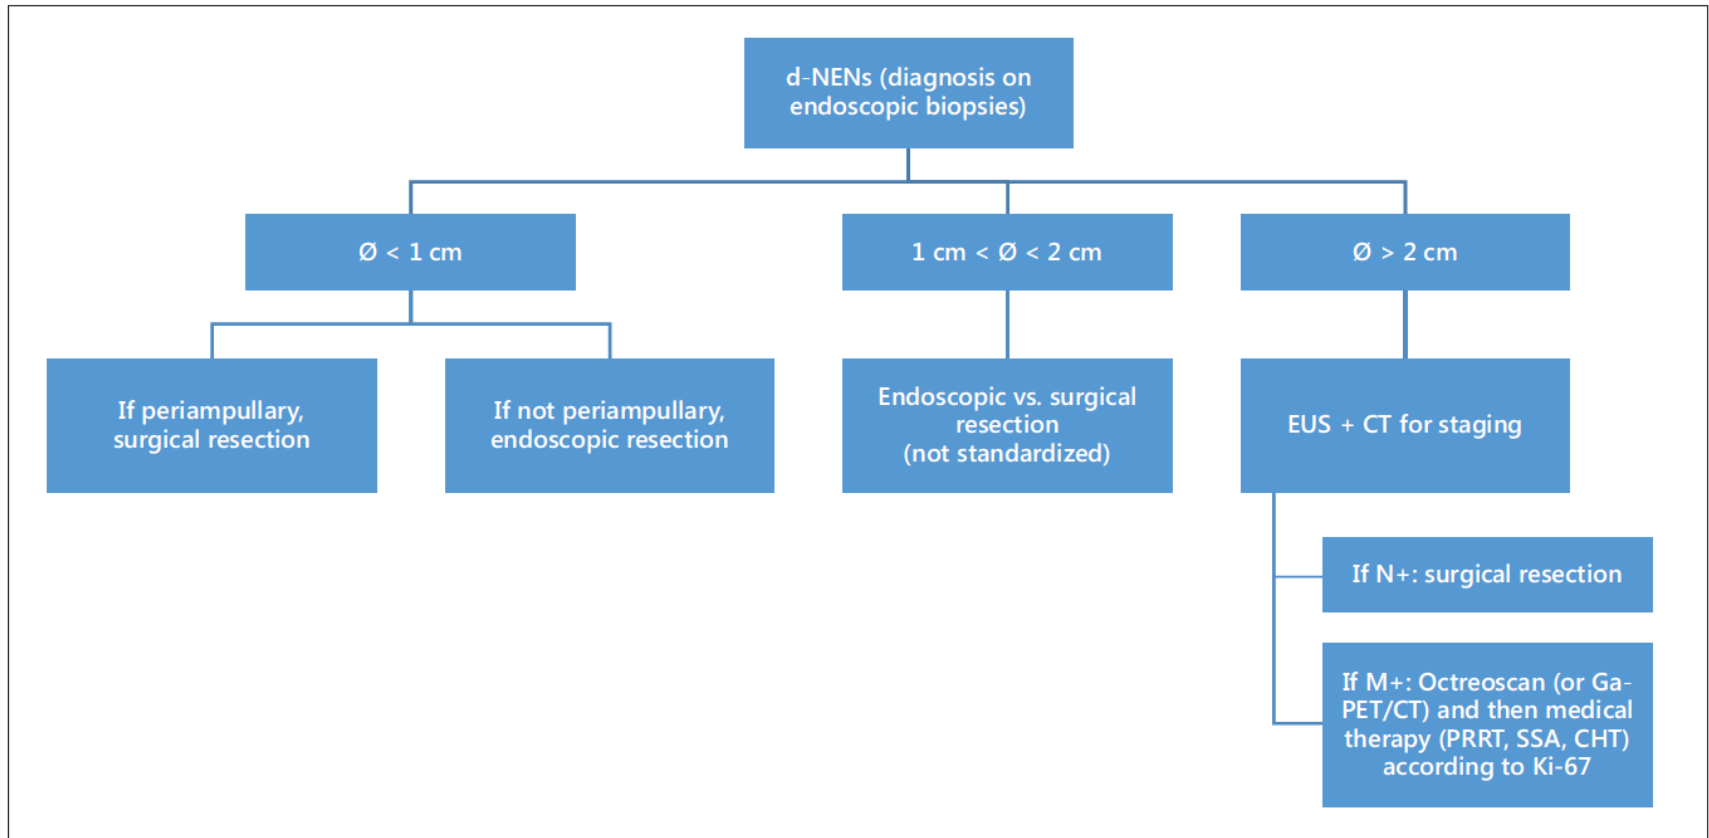 d-NENs (diagnosis on
endoscopic biopsies)
Ø < 1 cm
1 cm < Ø < 2 cm
Ø > 2 cm
If periampullary,
surgical resection
If not periampullary,
endoscopic resection
Endoscopic vs. surgical
resection
(not standardized)
EUS + CT for staging
If N+: surgical resection
If M+: Octreoscan (or Ga-
PET/CT) and then medical
therapy (PRRT, SSA, CHT)
according to Ki-67